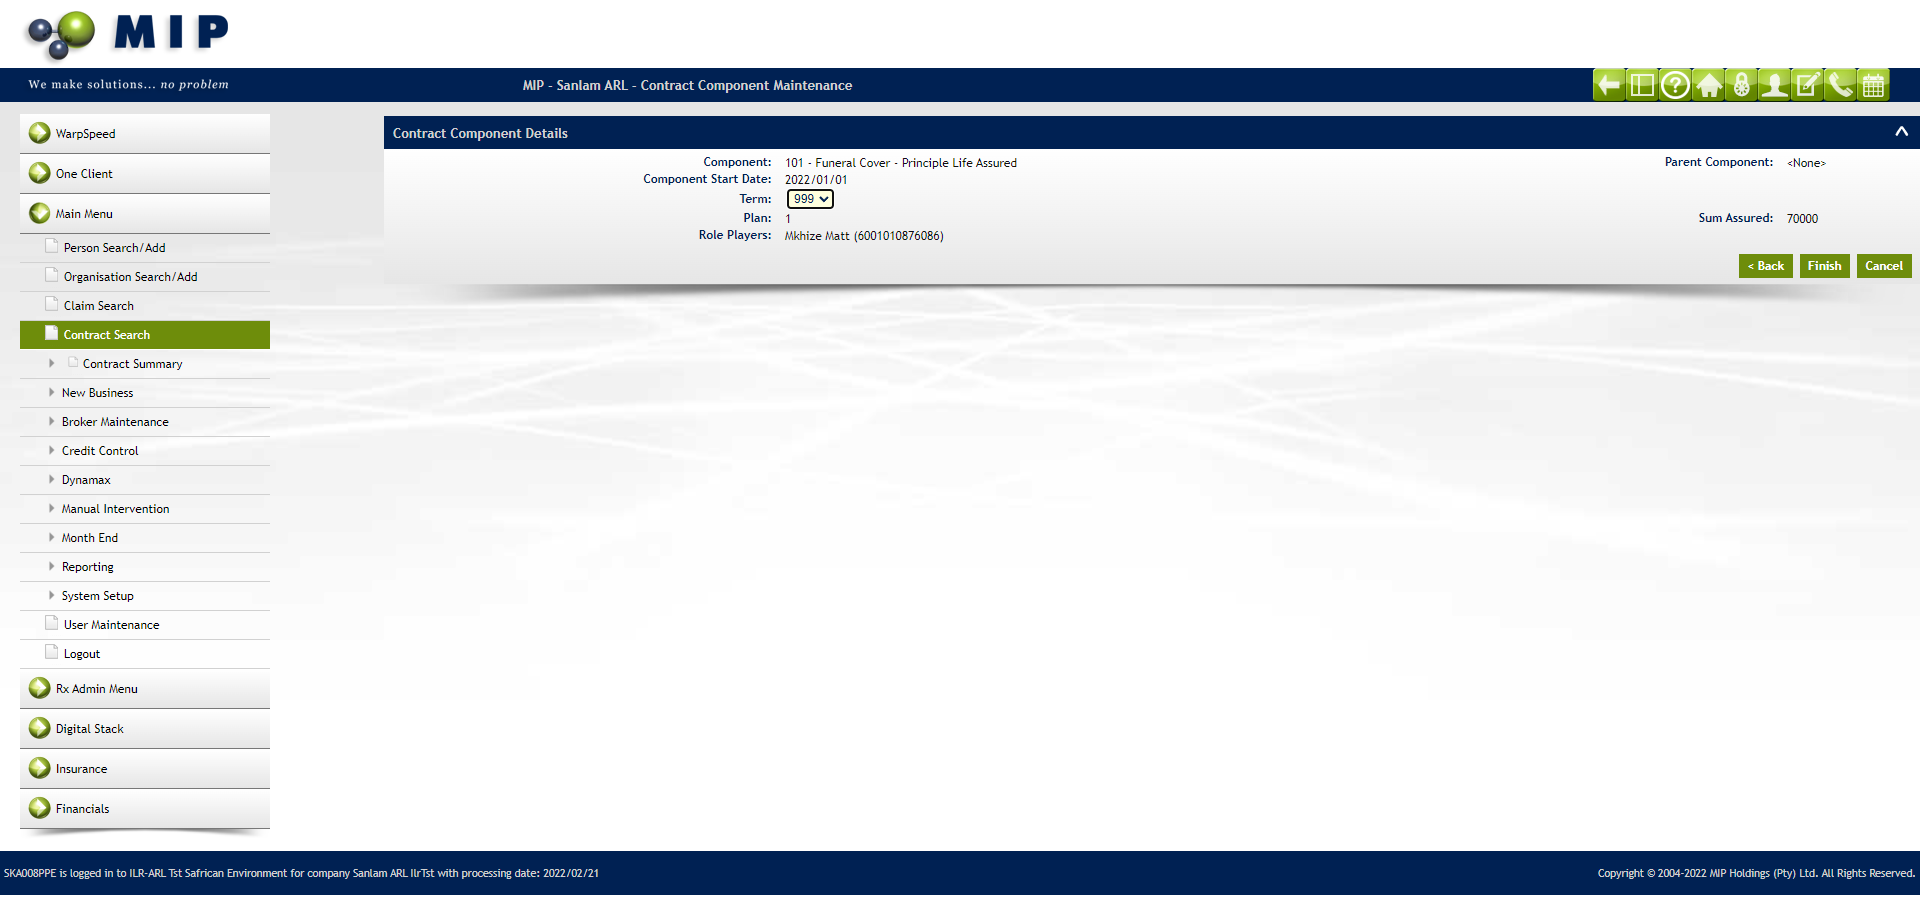 MIP
We make solutions... no problem
MIP - Sanlam ARL - Contract Component Maintenance
WarpSpeed
One Client
Main Menu
Person Search/Add
Organisation Search/Add
Claim Search
Contract Search
Contract Summary
New Business
Broker Maintenance
Credit Control
Dynamax
Manual Intervention
Month End
Reporting
System Setup
User Maintenance
Logout
Rx Admin Menu
Digital Stack
Insurance
Financials
Contract Component Details
Component: 101 - Funeral Cover - Principle Life Assured Parent Component: <None>
Component Start Date: 2022/01/01
Term: 999
Plan: 1 Sum Assured: 70000
Role Players: Mkhize Matt (6001010876086)
< Back Finish Cancel
SKA008PPE is logged in to ILR-ARL Tst Safrican Environment for company Sanlam ARL IlrTst with processing date: 2022/02/21
Copyright © 2004-2022 MIP Holdings (Pty) Ltd. All Rights Reserved.